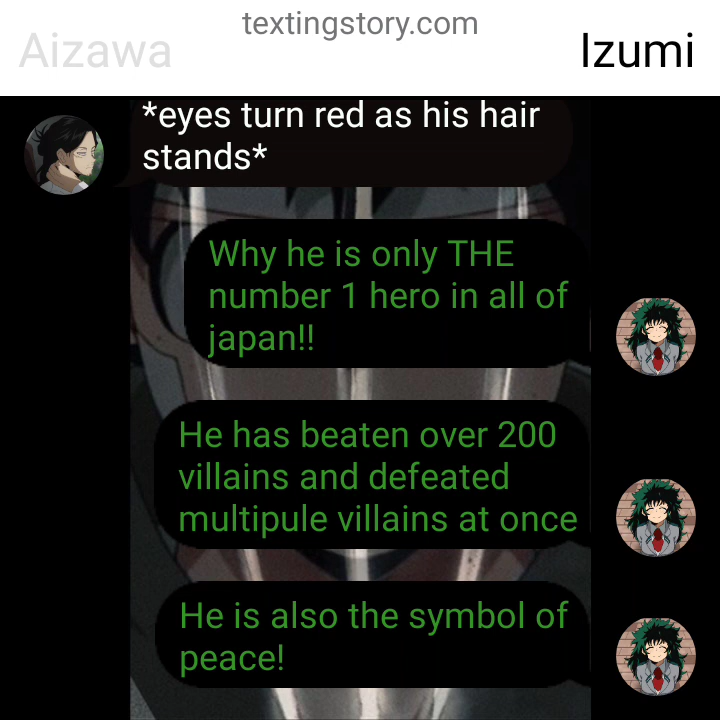 textingstory.com
Aizawa
Izumi
*eyes turn red as his hair
stands*
Why he is only THE
number 1 hero in all of
japan!!
He has beaten over 200
villains and defeated
multipule villains at once
He is also the symbol of
peace!